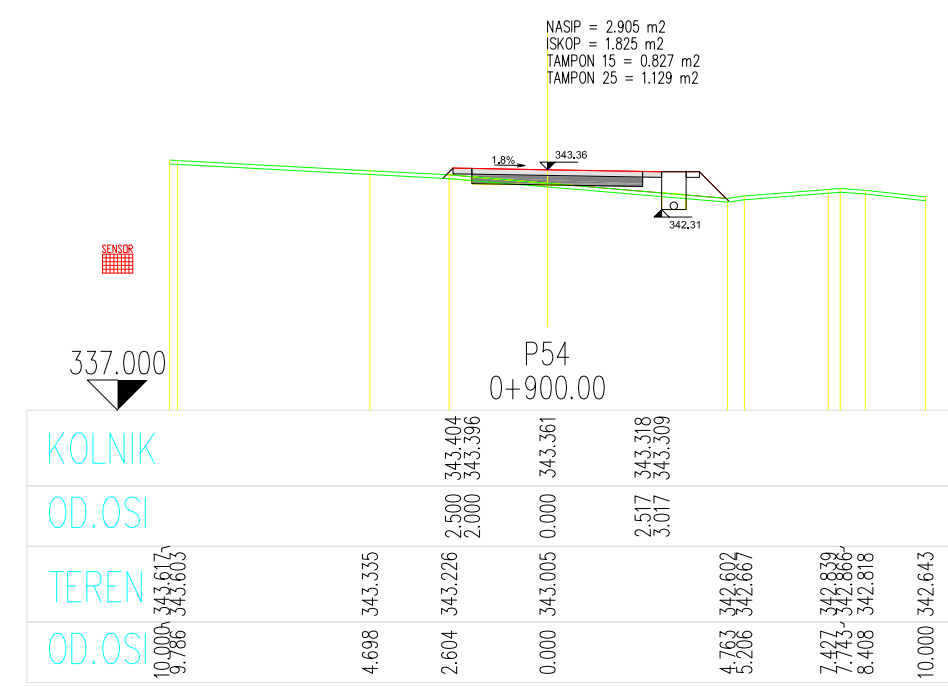 NASIP = 2.905 m2
ISKOP = 1.825 m2
TAMPON 15 = 0.827 m2
TAMPON 25 = 1.129 m2
1.8%
343.36
342.31
SENSOR
337.000
P54
0+900.00
KOLNIK 343.404 343.396 343.361 343.318 343.309
OD.OSI 2.500 2.000 0.000 2.517 3.017
TEREN 343.617 343.603 343.335 343.226 343.005 342.602 342.667 342.839 342.866 342.818 342.643
OD.OSI 10.000 9.786 4.698 2.604 0.000 4.763 5.206 7.427 7.743 8.408 10.000